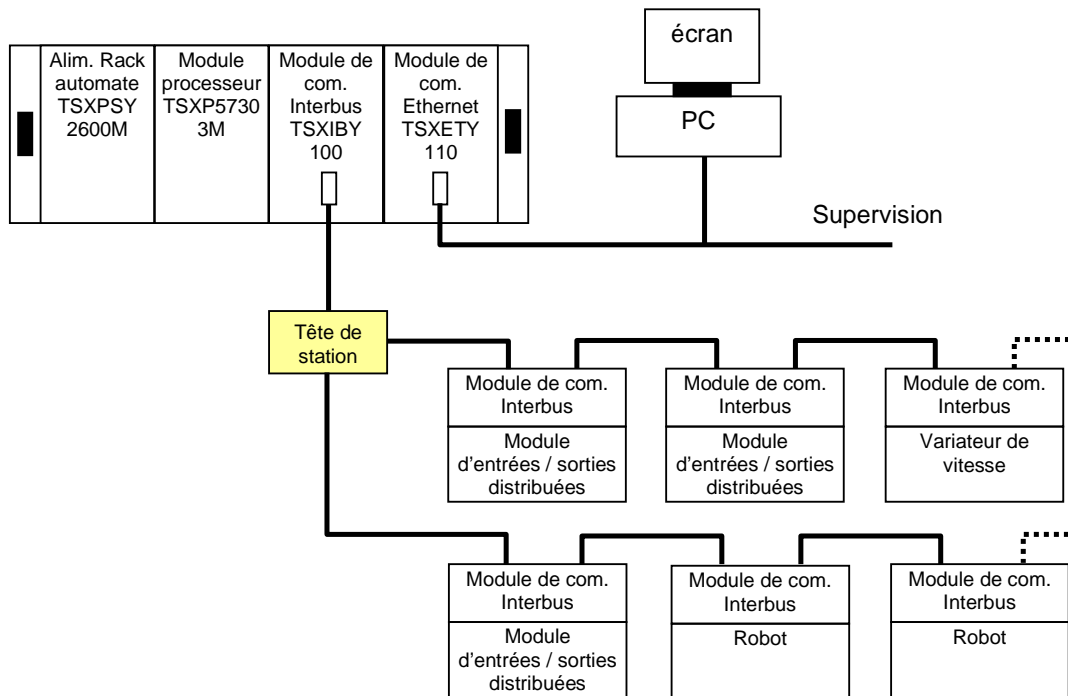 Alim. Rack
automate
TSXPSY
2600M
Module
processeur
TSXP5730
3M
Module de
com.
Interbus
TSXIBY
100
Module de
com.
Ethernet
TSXETY
110
écran
PC
Supervision
Tête de
station
Module de com.
Interbus
Module
d'entrées / sorties
distribuées
Module de com.
Interbus
Module
d'entrées / sorties
distribuées
Module de com.
Interbus
Variateur de
vitesse
Module de com.
Interbus
Module
d'entrées / sorties
distribuées
Module de com.
Interbus
Robot
Module de com.
Interbus
Robot